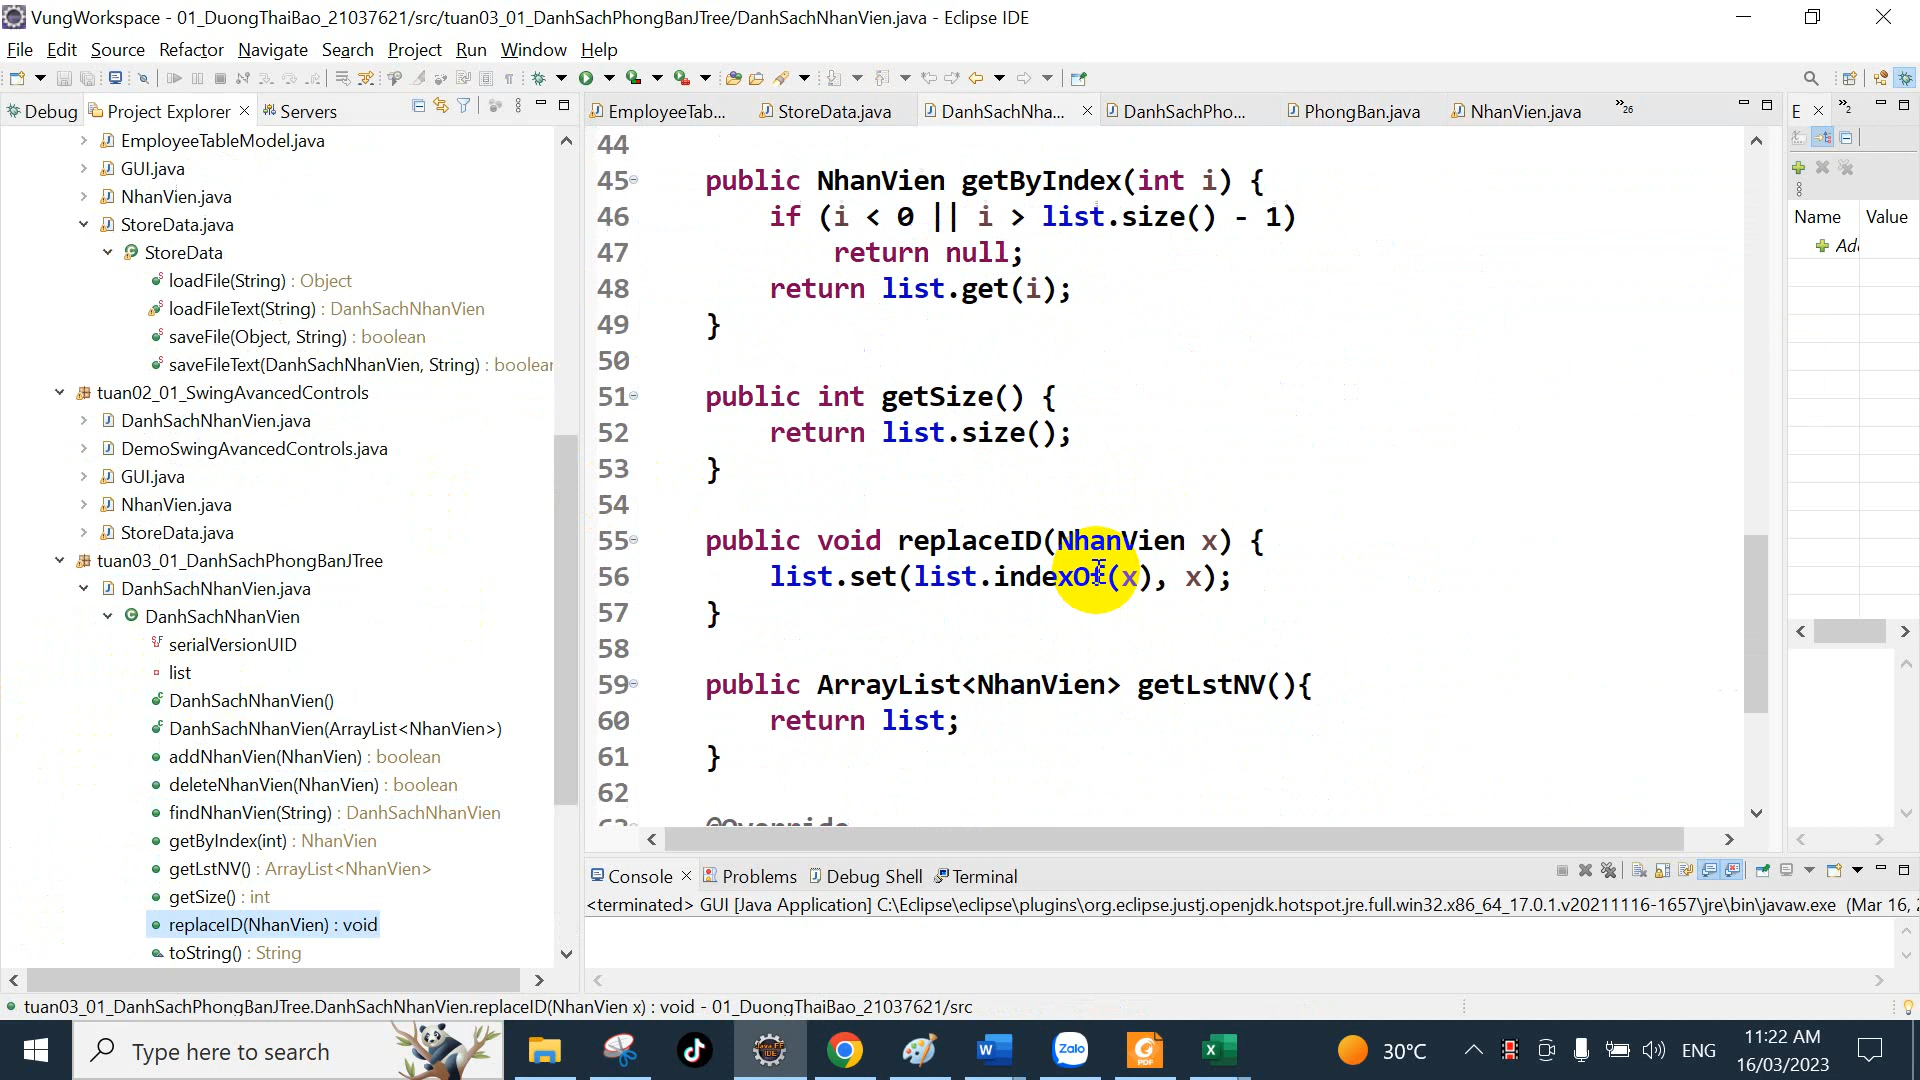 VungWorkspace - 01_DuongThaiBao_21037621/src/tuan03_01_DanhSachPhongBanJTree/DanhSachNhanVien.java - Eclipse IDE
File Edit Source Refactor Navigate Search Project Run Window Help
Debug Project Explorer Servers
EmployeeTableModel.java
GUI.java
NhanVien.java
StoreData.java
StoreData
loadFile(String) : Object
loadFileText(String) : DanhSachNhanVien
saveFile(Object, String) : boolean
saveFileText(DanhSachNhanVien, String) : boolean
tuan02_01_SwingAvancedControls
DanhSachNhanVien.java
DemoSwingAvancedControls.java
GUI.java
NhanVien.java
StoreData.java
tuan03_01_DanhSachPhongBanJTree
DanhSachNhanVien.java
DanhSachNhanVien
serialVersionUID
list
DanhSachNhanVien()
DanhSachNhanVien(ArrayList<NhanVien>)
addNhanVien(NhanVien) : boolean
deleteNhanVien(NhanVien) : boolean
findNhanVien(String) : DanhSachNhanVien
getByIndex(int) : NhanVien
getLstNV() : ArrayList<NhanVien>
getSize() : int
replaceID(NhanVien) : void
toString() : String
EmployeeTab... StoreData.java DanhSachNha... DanhSachPho... PhongBan.java NhanVien.java »26
44
45 public NhanVien getByIndex(int i) {
46 if (i < 0 || i > list.size() - 1)
47 return null;
48 return list.get(i);
49 }
50
51 public int getSize() {
52 return list.size();
53 }
54
55 public void replaceID(NhanVien x) {
56 list.set(list.indexOf(x), x);
57 }
58
59 public ArrayList<NhanVien> getLstNV(){
60 return list;
61 }
62
63 @Override
E »2
Name Value
Console Problems Debug Shell Terminal
<terminated> GUI [Java Application] C:\Eclipse\eclipse\plugins\org.eclipse.justj.openjdk.hotspot.jre.full.win32.x86_64_17.0.1.v20211116-1657\jre\bin\javaw.exe (Mar 16,
tuan03_01_DanhSachPhongBanJTree.DanhSachNhanVien.replaceID(NhanVien x) : void - 01_DuongThaiBao_21037621/src
Type here to search
Java EE
IDE
W
Zalo
PDF
X
30°C
ENG
11:22 AM
16/03/2023